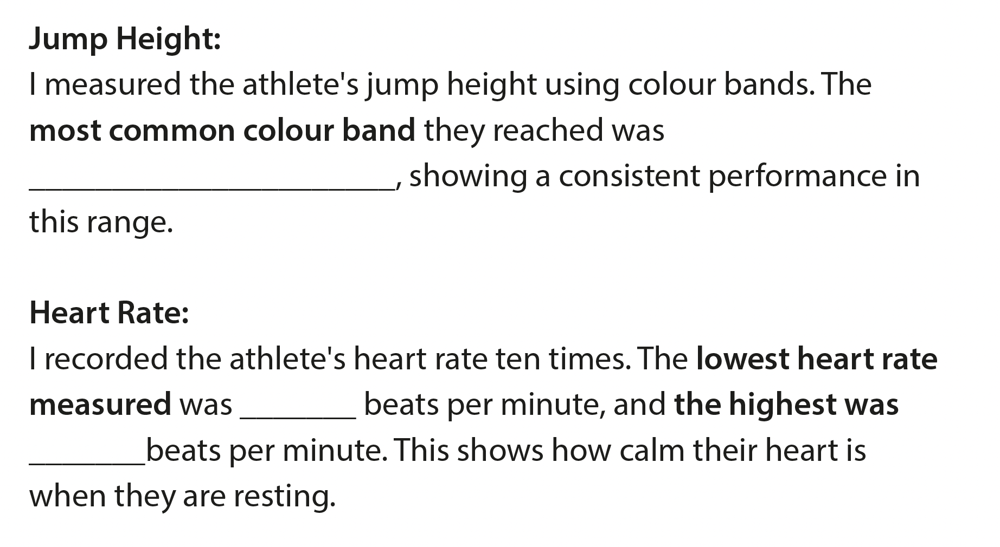 Jump Height:
I measured the athlete's jump height using colour bands. The
most common colour band they reached was
______________________, showing a consistent performance in
this range.
Heart Rate:
I recorded the athlete's heart rate ten times. The lowest heart rate
measured was _______ beats per minute, and the highest was
_______beats per minute. This shows how calm their heart is
when they are resting.